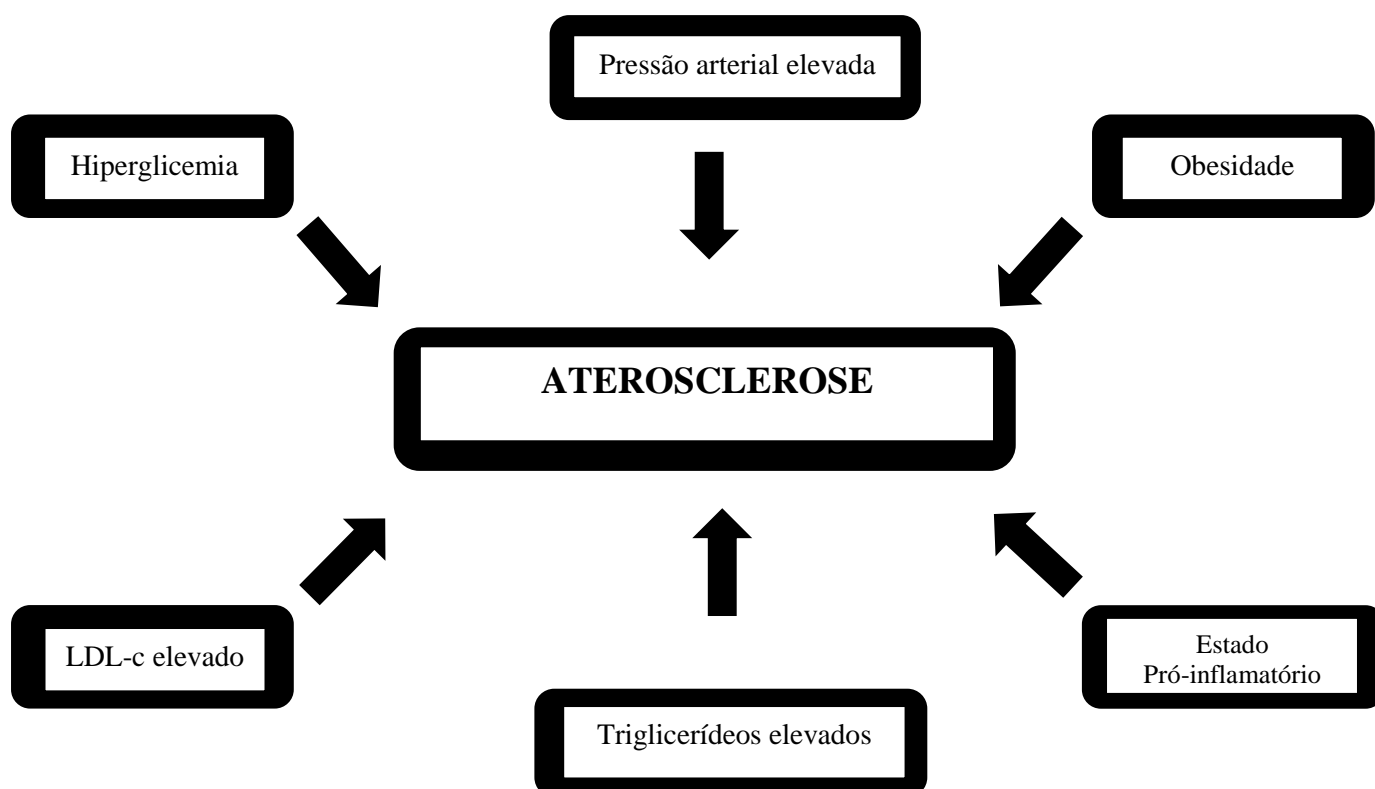 Pressão arterial elevada
Hiperglicemia
Obesidade
ATEROSCLEROSE
LDL-c elevado
Estado
Pró-inflamatório
Triglicerídeos elevados